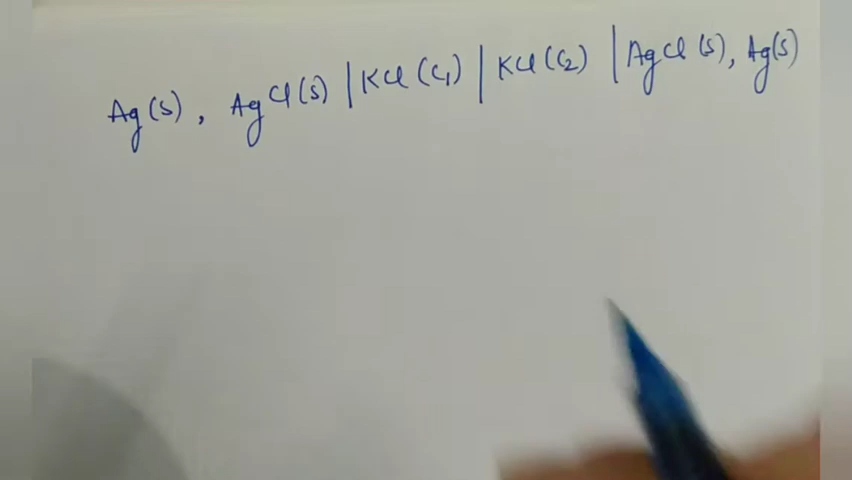 Ag(s), AgCl(s) | KCl (C₁) | KCl (C₂) | AgCl (s), Ag(s)